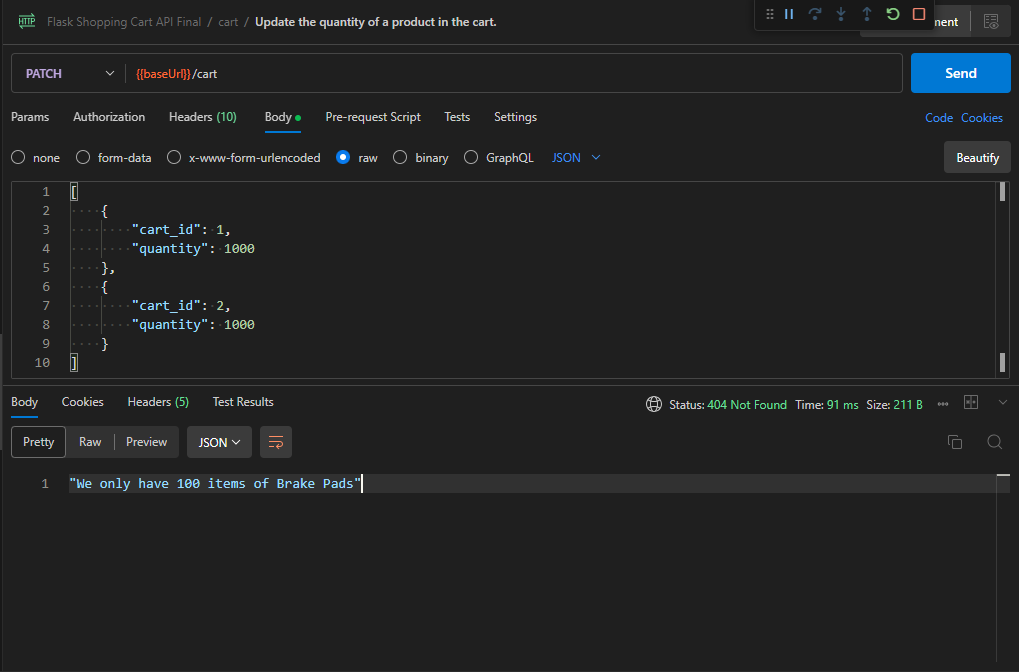 HTTP Flask Shopping Cart API Final / cart / Update the quantity of a product in the cart.
ment
PATCH {{baseUrl}}/cart Send
Params Authorization Headers (10) Body Pre-request Script Tests Settings Code Cookies
none form-data x-www-form-urlencoded raw binary GraphQL JSON Beautify
1 [
2 {
3 "cart_id": 1,
4 "quantity": 1000
5 },
6 {
7 "cart_id": 2,
8 "quantity": 1000
9 }
10 ]
Body Cookies Headers (5) Test Results Status: 404 Not Found Time: 91 ms Size: 211 B
Pretty Raw Preview JSON
1 "We only have 100 items of Brake Pads"